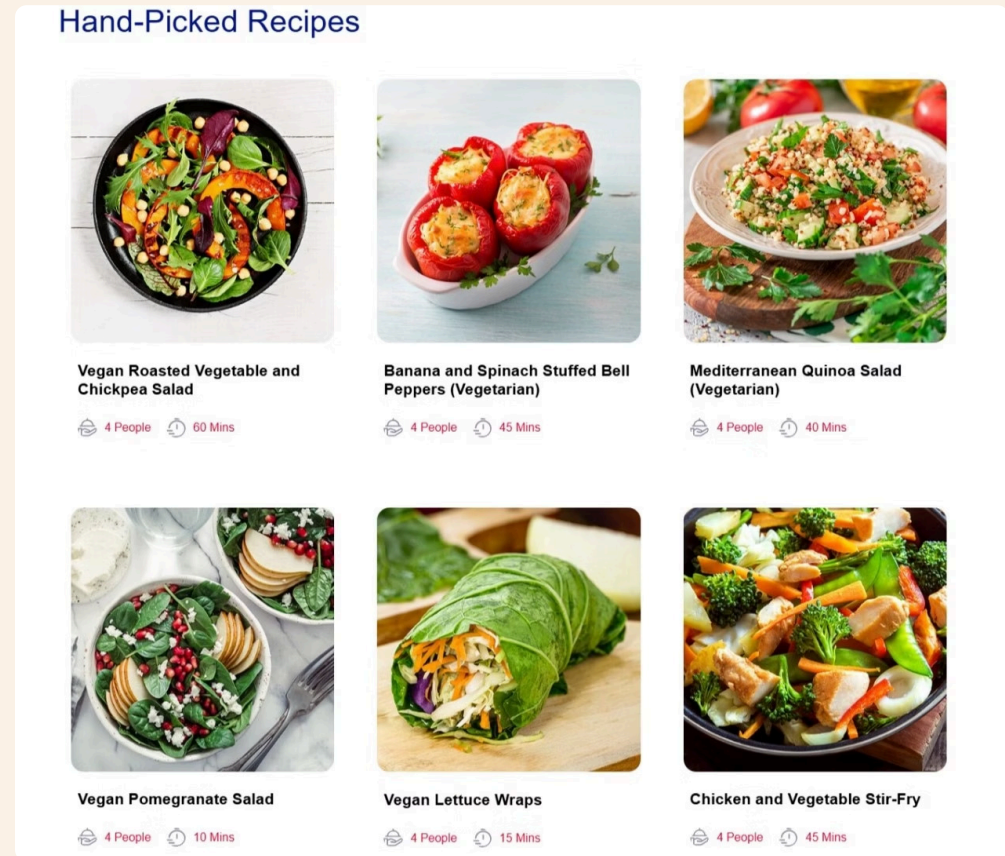 Hand-Picked Recipes
Vegan Roasted Vegetable and
Chickpea Salad
4 People 60 Mins
Banana and Spinach Stuffed Bell
Peppers (Vegetarian)
4 People 45 Mins
Mediterranean Quinoa Salad
(Vegetarian)
4 People 40 Mins
Vegan Pomegranate Salad
4 People 10 Mins
Vegan Lettuce Wraps
4 People 15 Mins
Chicken and Vegetable Stir-Fry
4 People 45 Mins